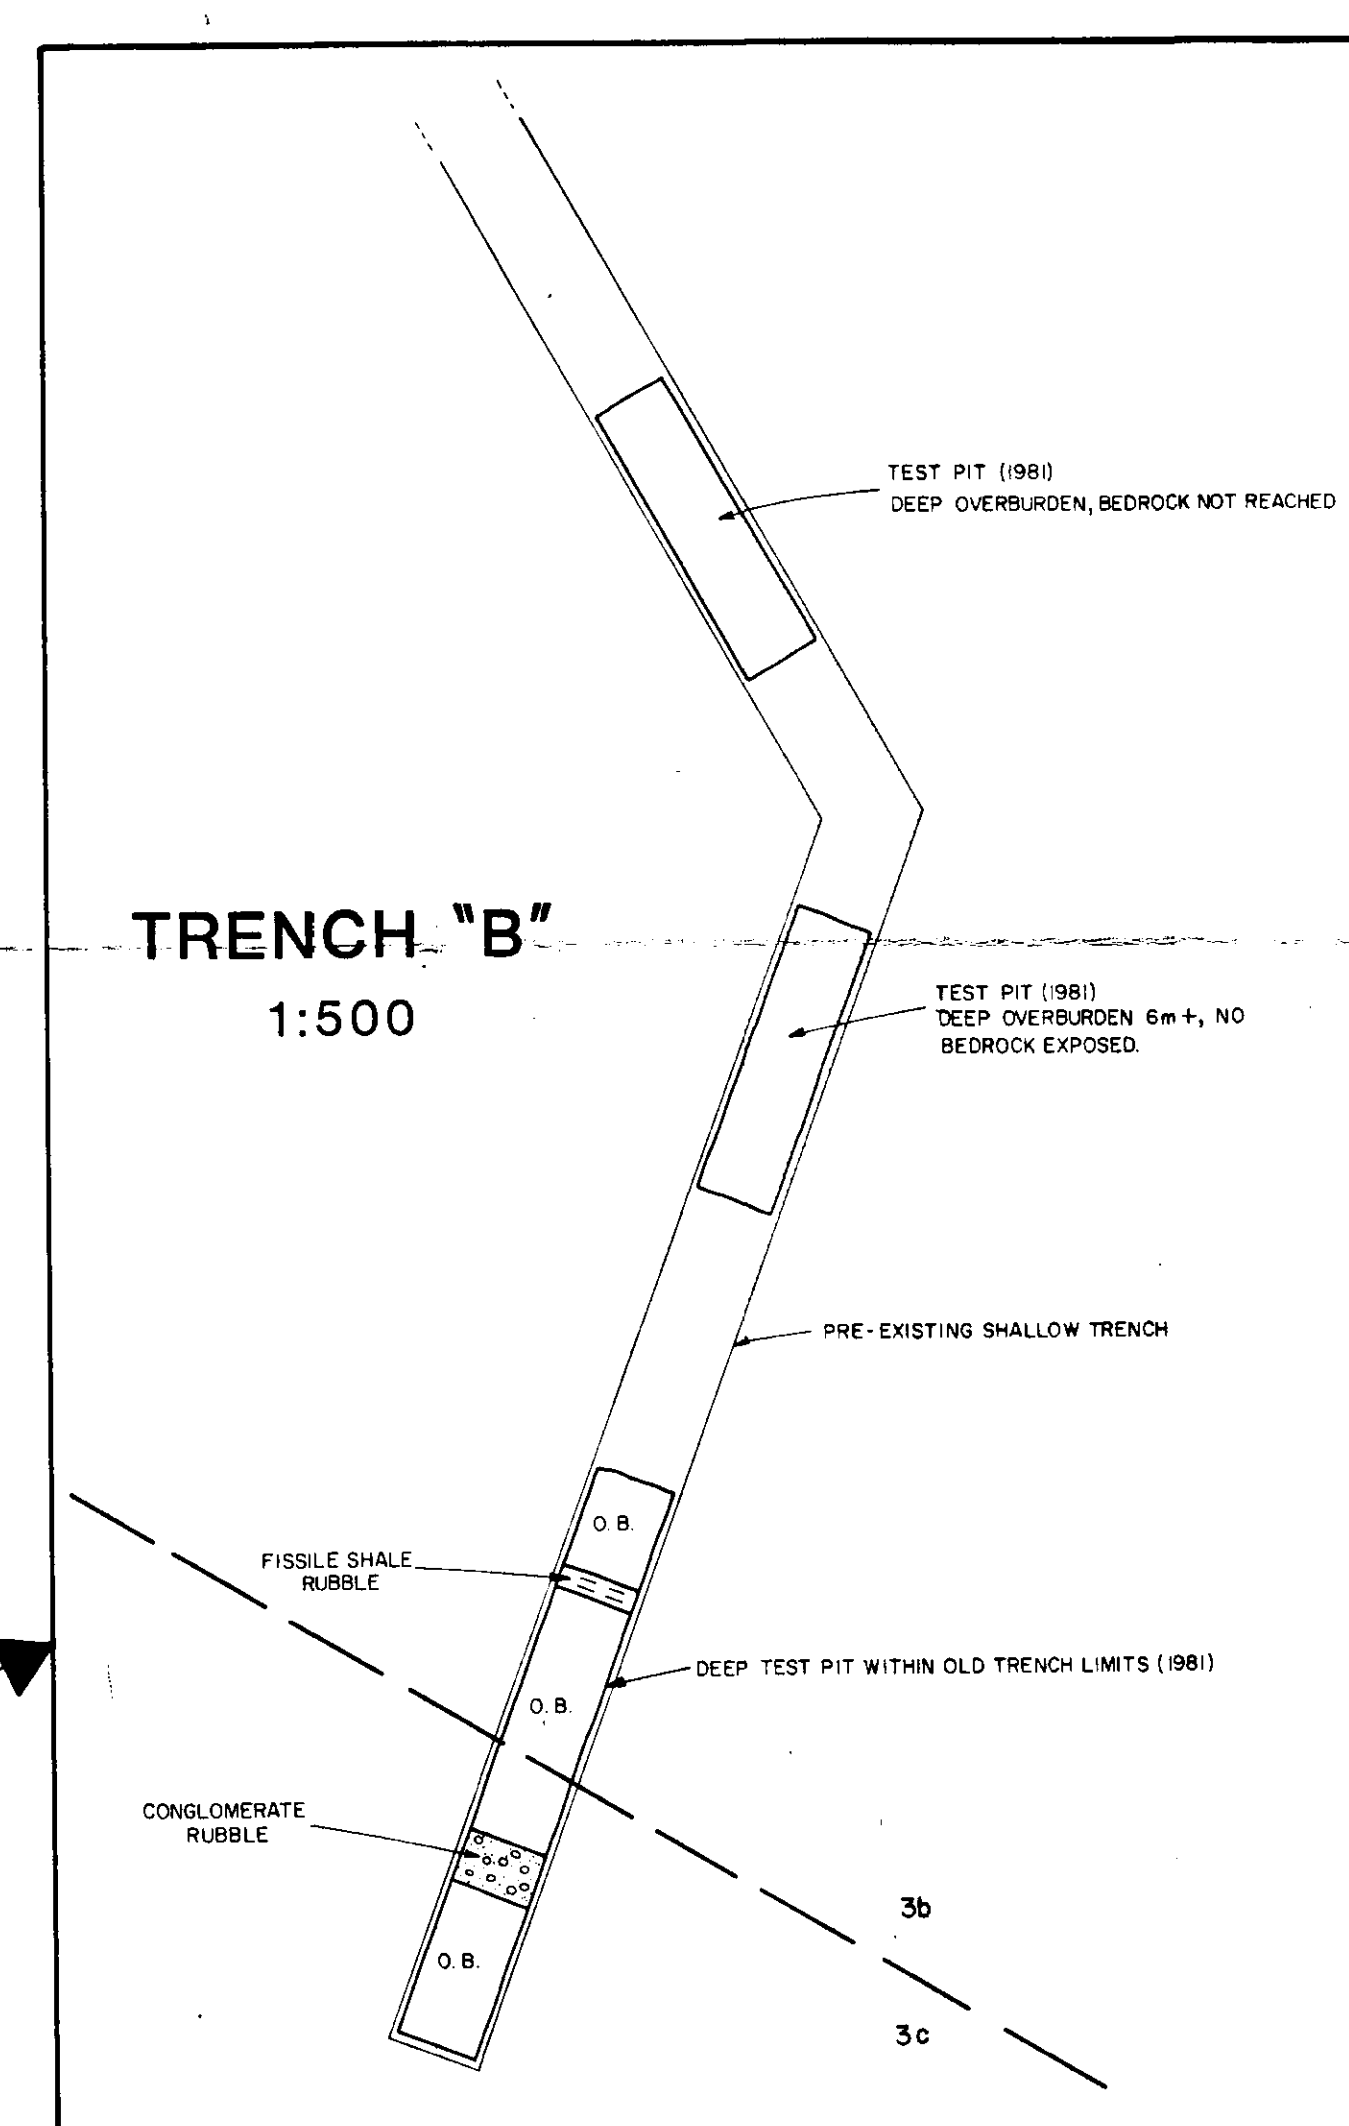 TEST PIT (1981)
DEEP OVERBURDEN, BEDROCK NOT REACHED
TRENCH "B"
1:500
TEST PIT (1981)
DEEP OVERBURDEN 6m+, NO
BEDROCK EXPOSED.
PRE-EXISTING SHALLOW TRENCH
O.B.
FISSILE SHALE
RUBBLE
DEEP TEST PIT WITHIN OLD TRENCH LIMITS (1981)
O.B.
CONGLOMERATE
RUBBLE
3b
O.B.
3c